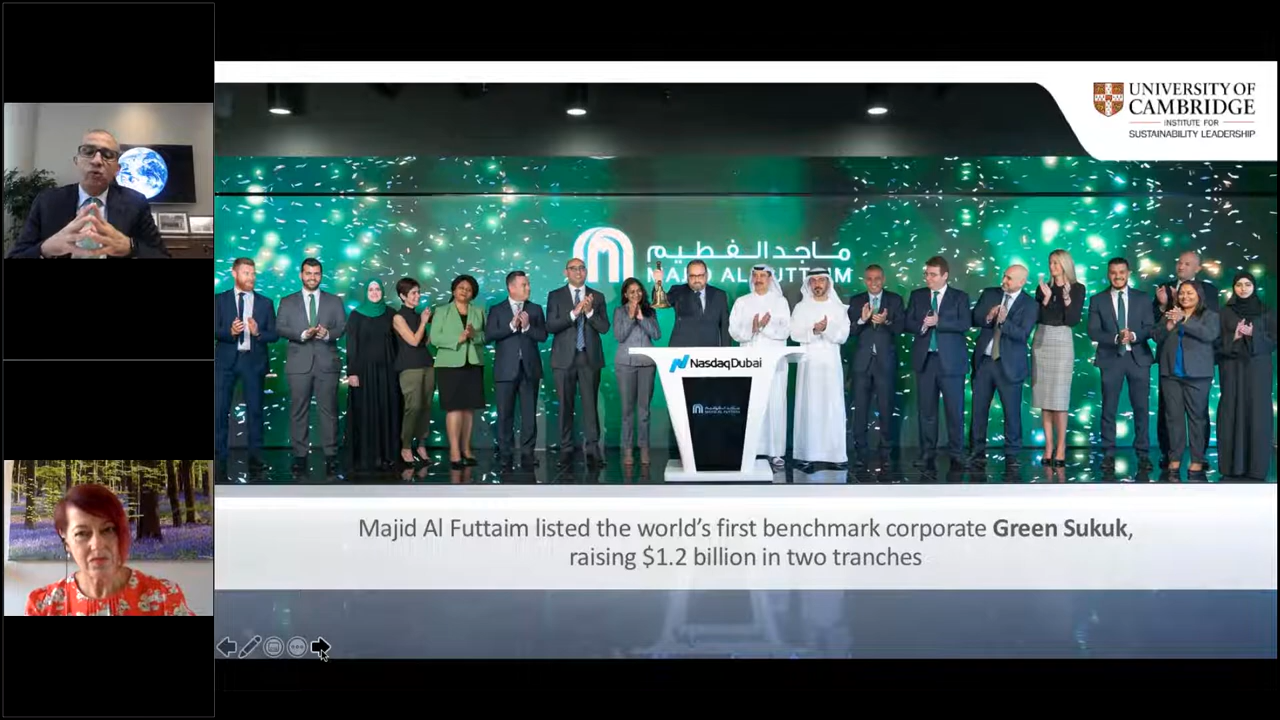 UNIVERSITY OF
CAMBRIDGE
INSTITUTE FOR
SUSTAINABILITY LEADERSHIP
ماجد الفطيم
MAJID AL FUTTAIM
NasdaqDubai
Majid Al Futtaim listed the world's first benchmark corporate Green Sukuk,
raising $1.2 billion in two tranches